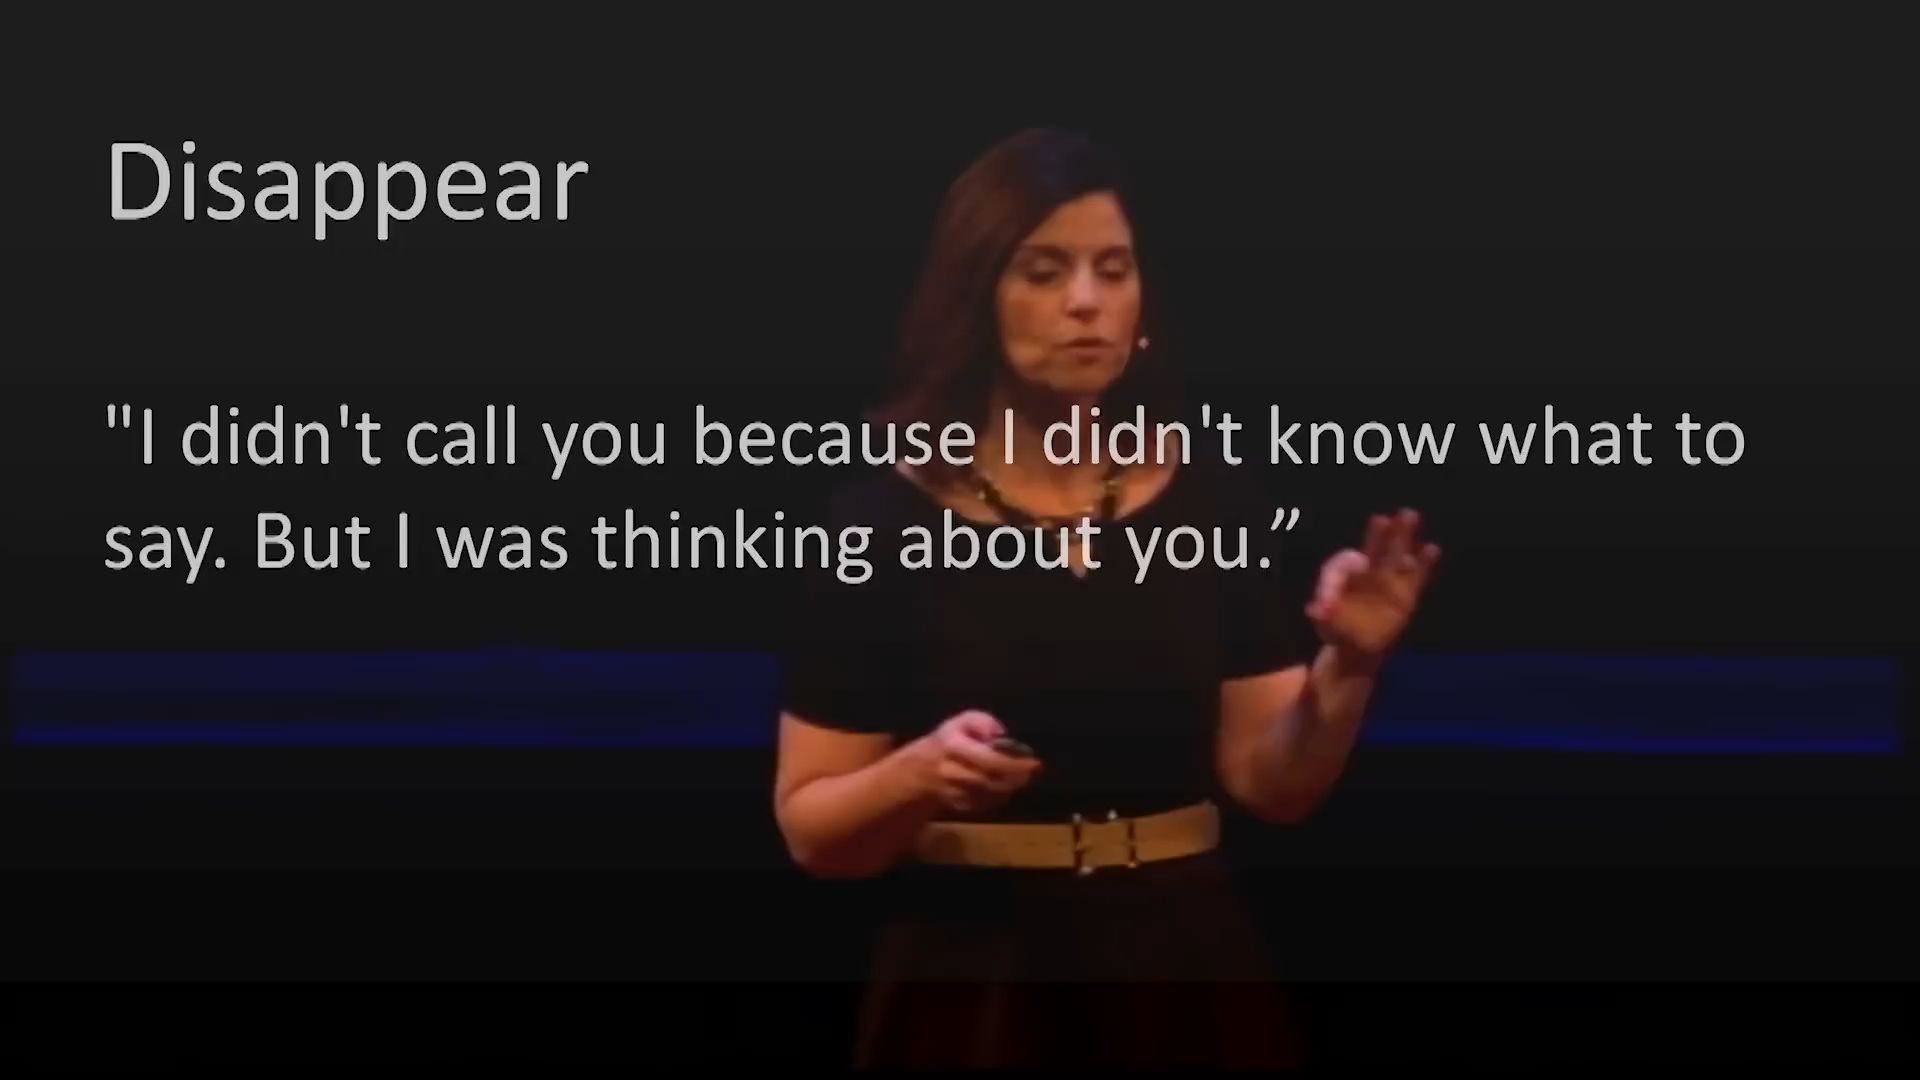 Disappear
"I didn't call you because I didn't know what to
say. But I was thinking about you.”